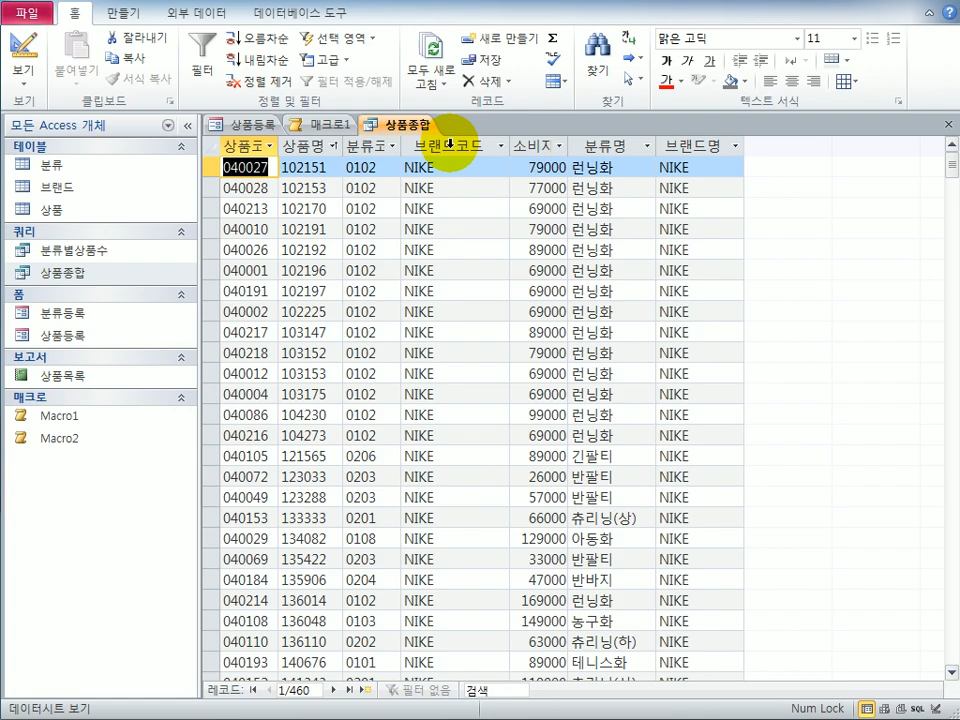 파일 홈 만들기 외부 데이터 데이터베이스 도구
보기
보기
붙여넣기
잘라내기
복사
서식 복사
클립보드
필터
오름차순
내림차순
정렬 제거
선택 영역
고급
필터 적용/해제
정렬 및 필터
모두 새로
고침
새로 만들기
저장
삭제
레코드
찾기
찾기
맑은 고딕 11
가 가 가
가 가
텍스트 서식
모든 Access 개체
테이블
분류
브랜드
상품
쿼리
분류별상품수
상품종합
폼
분류등록
상품등록
보고서
상품목록
매크로
Macro1
Macro2
상품등록 매크로1 상품종합
상품코 상품명 분류코 브랜드코드 소비자 분류명 브랜드명
040027 102151 0102 NIKE 79000 런닝화 NIKE
040028 102153 0102 NIKE 77000 런닝화 NIKE
040213 102170 0102 NIKE 69000 런닝화 NIKE
040010 102191 0102 NIKE 79000 런닝화 NIKE
040026 102192 0102 NIKE 89000 런닝화 NIKE
040001 102196 0102 NIKE 69000 런닝화 NIKE
040191 102197 0102 NIKE 69000 런닝화 NIKE
040002 102225 0102 NIKE 69000 런닝화 NIKE
040217 103147 0102 NIKE 89000 런닝화 NIKE
040218 103152 0102 NIKE 79000 런닝화 NIKE
040012 103153 0102 NIKE 69000 런닝화 NIKE
040004 103175 0102 NIKE 69000 런닝화 NIKE
040086 104230 0102 NIKE 99000 런닝화 NIKE
040216 104273 0102 NIKE 69000 런닝화 NIKE
040105 121565 0206 NIKE 89000 긴팔티 NIKE
040072 123033 0203 NIKE 26000 반팔티 NIKE
040049 123288 0203 NIKE 57000 반팔티 NIKE
040153 133333 0201 NIKE 66000 츄리닝(상) NIKE
040029 134082 0108 NIKE 129000 아동화 NIKE
040069 135422 0203 NIKE 33000 반팔티 NIKE
040184 135906 0204 NIKE 47000 반바지 NIKE
040214 136014 0102 NIKE 169000 런닝화 NIKE
040108 136048 0103 NIKE 149000 농구화 NIKE
040110 136110 0202 NIKE 63000 츄리닝(하) NIKE
040193 140676 0101 NIKE 89000 테니스화 NIKE
레코드: 1/460 필터 없음 검색
데이터시트 보기 Num Lock SQL